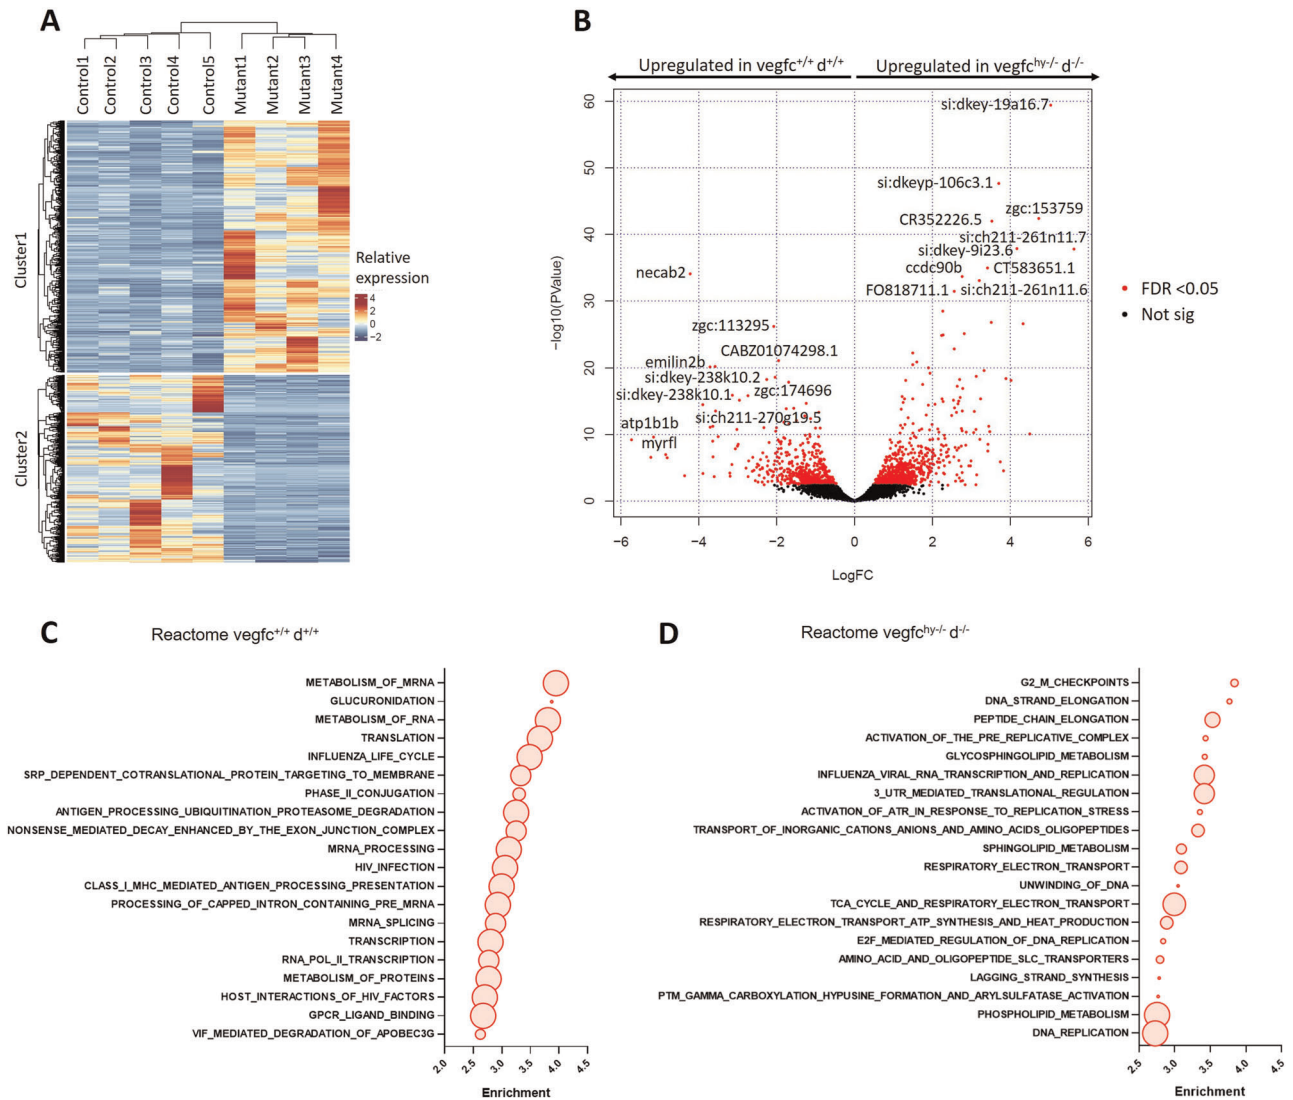 A
Control1
Control2
Control3
Control4
Control5
Mutant1
Mutant2
Mutant3
Mutant4
Cluster1
Cluster2
Relative
expression
4
2
0
−2
B
Upregulated in vegfc+/+ d+/+
Upregulated in vegfchy-/- d-/-
−log10(PValue)
60
50
40
30
20
10
0
si:dkey-19a16.7
si:dkeyp-106c3.1
zgc:153759
CR352226.5
si:ch211-261n11.7
si:dkey-9i23.6
ccdc90b
CT583651.1
FO818711.1
si:ch211-261n11.6
necab2
zgc:113295
CABZ01074298.1
emilin2b
si:dkey-238k10.2
si:dkey-238k10.1
zgc:174696
si:ch211-270g19.5
atp1b1b
myrfl
−6
−4
−2
0
2
4
6
LogFC
FDR <0.05
Not sig
C
Reactome vegfc+/+ d+/+
METABOLISM_OF_MRNA
GLUCURONIDATION
METABOLISM_OF_RNA
TRANSLATION
INFLUENZA_LIFE_CYCLE
SRP_DEPENDENT_COTRANSLATIONAL_PROTEIN_TARGETING_TO_MEMBRANE
PHASE_II_CONJUGATION
ANTIGEN_PROCESSING_UBIQUITINATION_PROTEASOME_DEGRADATION
NONSENSE_MEDIATED_DECAY_ENHANCED_BY_THE_EXON_JUNCTION_COMPLEX
MRNA_PROCESSING
HIV_INFECTION
CLASS_I_MHC_MEDIATED_ANTIGEN_PROCESSING_PRESENTATION
PROCESSING_OF_CAPPED_INTRON_CONTAINING_PRE_MRNA
MRNA_SPLICING
TRANSCRIPTION
RNA_POL_II_TRANSCRIPTION
METABOLISM_OF_PROTEINS
HOST_INTERACTIONS_OF_HIV_FACTORS
GPCR_LIGAND_BINDING
VIF_MEDIATED_DEGRADATION_OF_APOBEC3G
2.0
2.5
3.0
3.5
4.0
4.5
Enrichment
D
Reactome vegfchy-/- d-/-
G2_M_CHECKPOINTS
DNA_STRAND_ELONGATION
PEPTIDE_CHAIN_ELONGATION
ACTIVATION_OF_THE_PRE_REPLICATIVE_COMPLEX
GLYCOSPHINGOLIPID_METABOLISM
INFLUENZA_VIRAL_RNA_TRANSCRIPTION_AND_REPLICATION
3_UTR_MEDIATED_TRANSLATIONAL_REGULATION
ACTIVATION_OF_ATR_IN_RESPONSE_TO_REPLICATION_STRESS
TRANSPORT_OF_INORGANIC_CATIONS_ANIONS_AND_AMINO_ACIDS_OLIGOPEPTIDES
SPHINGOLIPID_METABOLISM
RESPIRATORY_ELECTRON_TRANSPORT
UNWINDING_OF_DNA
TCA_CYCLE_AND_RESPIRATORY_ELECTRON_TRANSPORT
RESPIRATORY_ELECTRON_TRANSPORT_ATP_SYNTHESIS_AND_HEAT_PRODUCTION
E2F_MEDIATED_REGULATION_OF_DNA_REPLICATION
AMINO_ACID_AND_OLIGOPEPTIDE_SLC_TRANSPORTERS
LAGGING_STRAND_SYNTHESIS
PTM_GAMMA_CARBOXYLATION_HYPUSINE_FORMATION_AND_ARYLSULFATASE_ACTIVATION
PHOSPHOLIPID_METABOLISM
DNA_REPLICATION
2.5
3.0
3.5
4.0
4.5
Enrichment